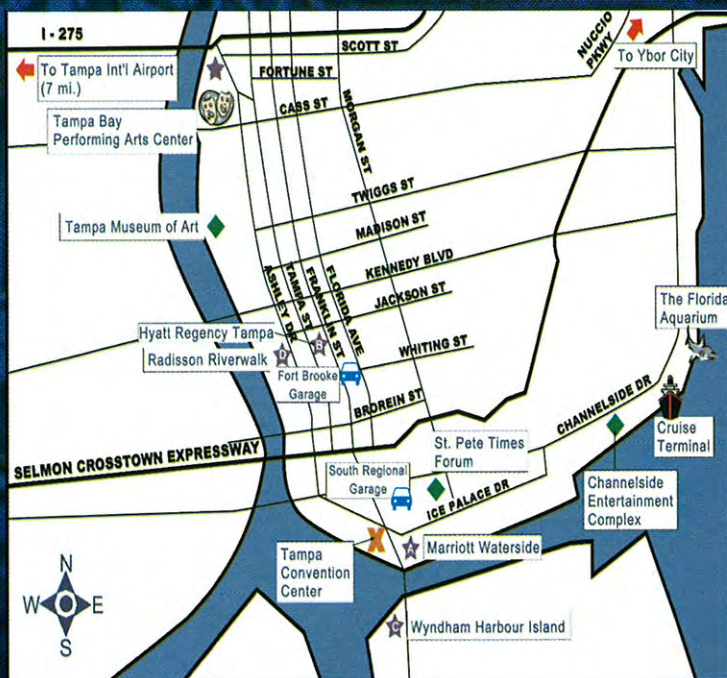 I - 275
SCOTT ST
NUCCIO
PKWY
To Tampa Int'l Airport
(7 mi.)
To Ybor City
FORTUNE ST
CASS ST
MORGAN ST
Tampa Bay
Performing Arts Center
TWIGGS ST
Tampa Museum of Art
MADISON ST
KENNEDY BLVD
ASHLEY DR
TAMPA ST
FRANKLIN ST
FLORIDA AVE
JACKSON ST
The Florida
Aquarium
Hyatt Regency Tampa
B
Radisson Riverwalk
D
WHITING ST
Fort Brooke
Garage
BROREIN ST
CHANNELSIDE DR
Cruise
Terminal
SELMON CROSSTOWN EXPRESSWAY
St. Pete Times
Forum
South Regional
Garage
ICE PALACE DR
Channelside
Entertainment
Complex
X
Tampa
Convention
Center
A
Marriott Waterside
N
W
E
S
C
Wyndham Harbour Island